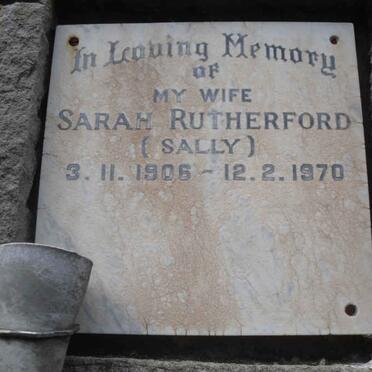 In Loving Memory
OF
MY WIFE
SARAH RUTHERFORD
( SALLY )
3. 11. 1906 - 12. 2. 1970